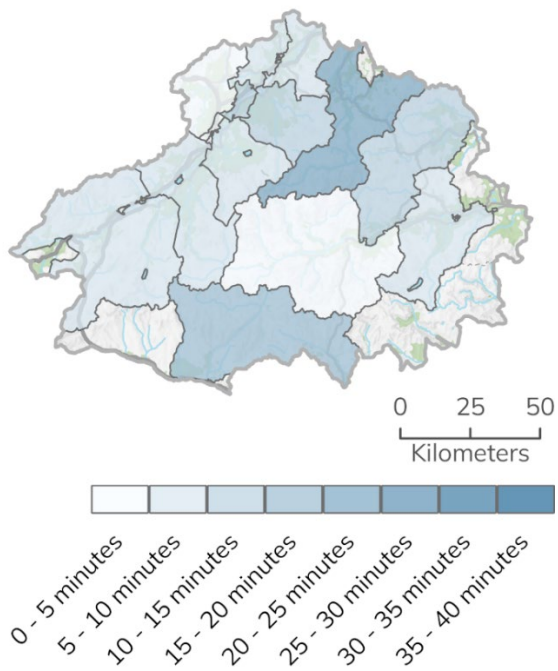 0 25 50
Kilometers
0 - 5 minutes
5 - 10 minutes
10 - 15 minutes
15 - 20 minutes
20 - 25 minutes
25 - 30 minutes
30 - 35 minutes
35 - 40 minutes